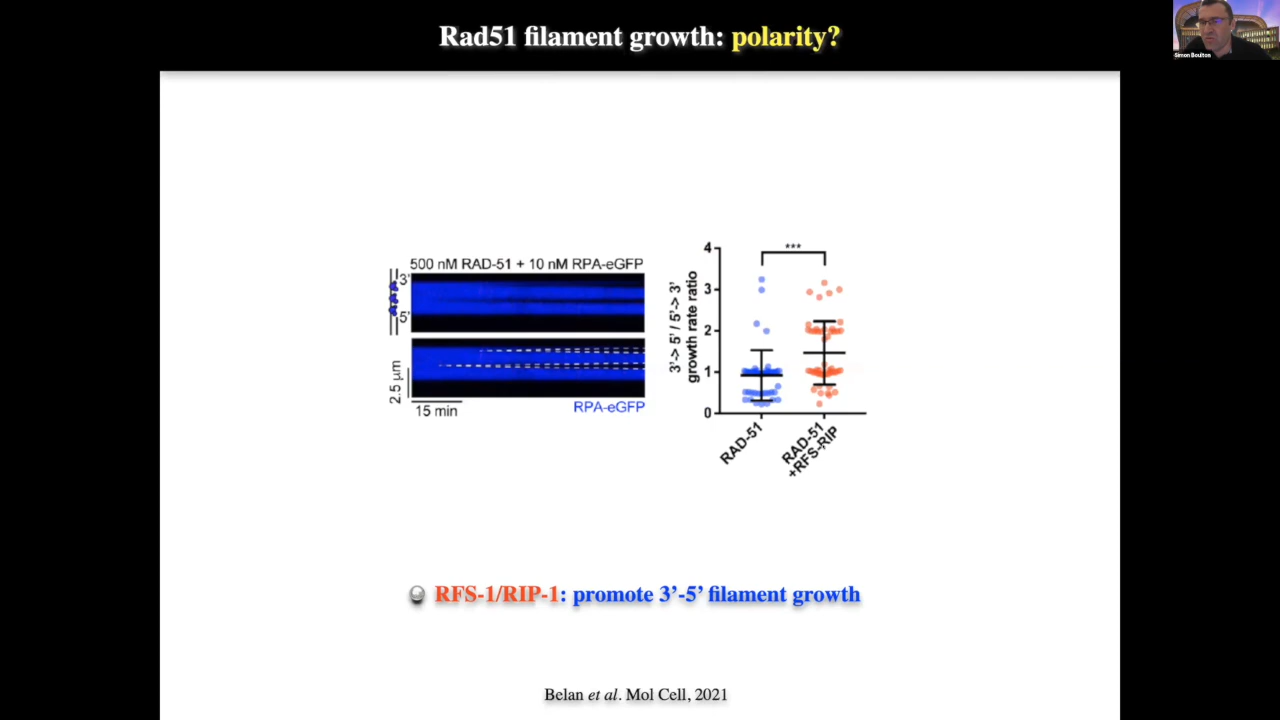 Rad51 filament growth: polarity?
Simon Boulton
500 nM RAD-51 + 10 nM RPA-eGFP
3'
5'
2.5 μm
15 min
RPA-eGFP
3'-> 5' / 5'-> 3'
growth rate ratio
4
3
2
1
0
***
RAD-51
RAD-51
+RFS-RIP
RFS-1/RIP-1: promote 3'-5' filament growth
Belan et al. Mol Cell, 2021